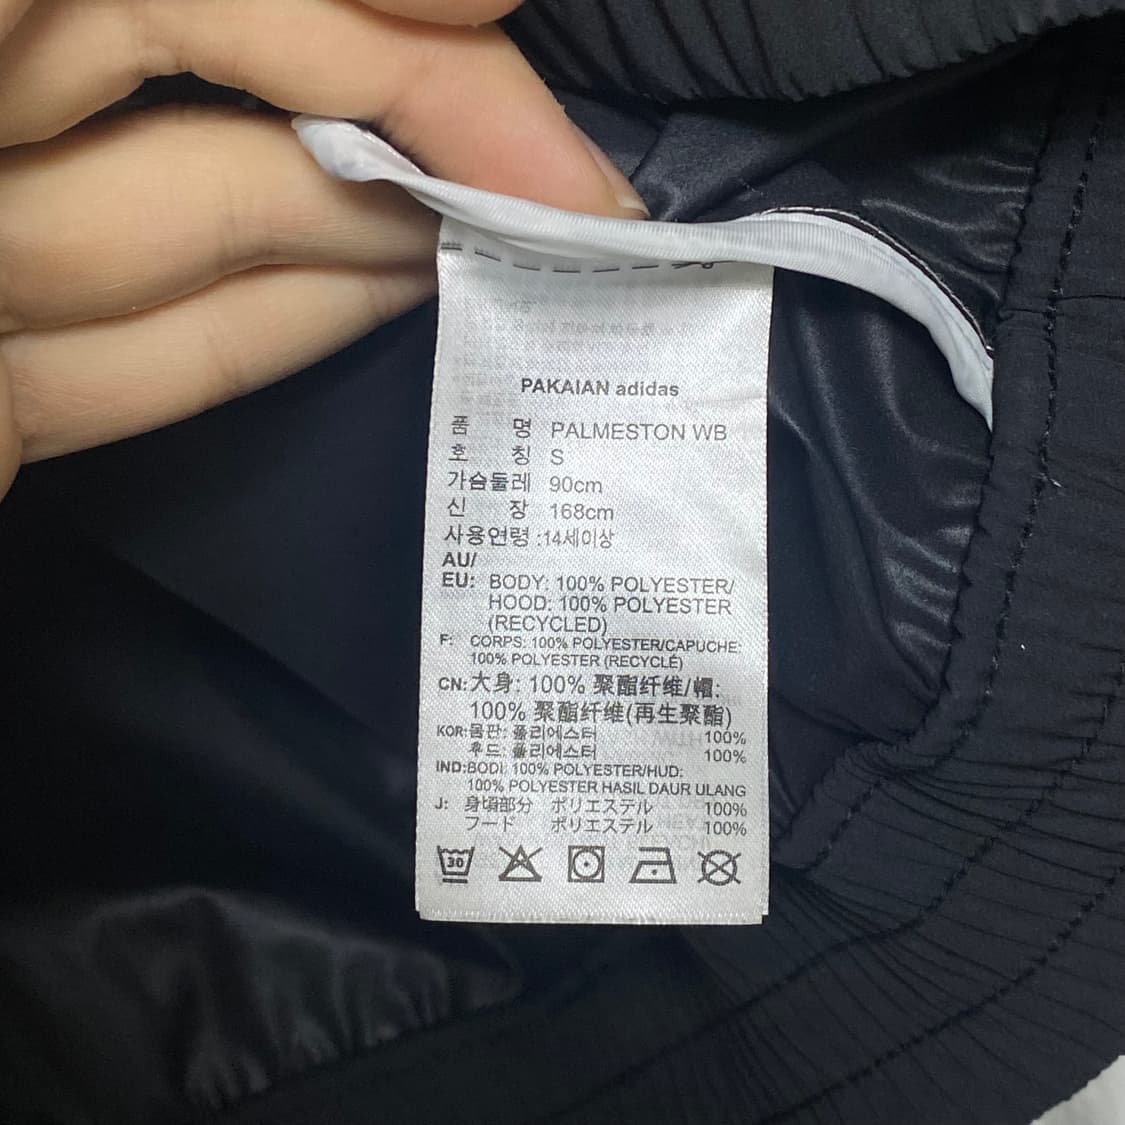 PAKAIAN adidas
품 명 PALMESTON WB
호 칭 S
가슴둘레 90cm
신 장 168cm
사용연령 :14세이상
AU/
EU: BODY: 100% POLYESTER/
HOOD: 100% POLYESTER
(RECYCLED)
F: CORPS: 100% POLYESTER/CAPUCHE:
100% POLYESTER (RECYCLÉ)
CN:大身: 100% 聚酯纤维/帽:
100% 聚酯纤维(再生聚酯)
KOR:몸판: 폴리에스터 100%
후드: 폴리에스터 100%
IND:BODI: 100% POLYESTER/HUD:
100% POLYESTER HASIL DAUR ULANG
J: 身頃部分 ポリエステル 100%
フード ポリエステル 100%
30